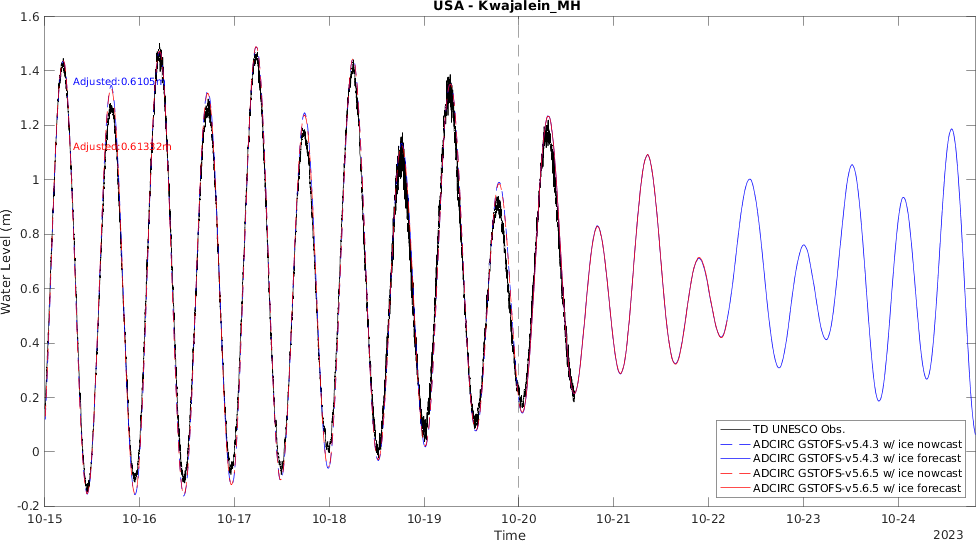 USA - Kwajalein_MH
1.6
1.4
1.2
1
0.8
0.6
0.4
0.2
0
-0.2
Water Level (m)
Adjusted:0.6105m
Adjusted:0.61332m
TD UNESCO Obs.
ADCIRC GSTOFS-v5.4.3 w/ ice nowcast
ADCIRC GSTOFS-v5.4.3 w/ ice forecast
ADCIRC GSTOFS-v5.6.5 w/ ice nowcast
ADCIRC GSTOFS-v5.6.5 w/ ice forecast
10-15 10-16 10-17 10-18 10-19 10-20 10-21 10-22 10-23 10-24
Time
2023